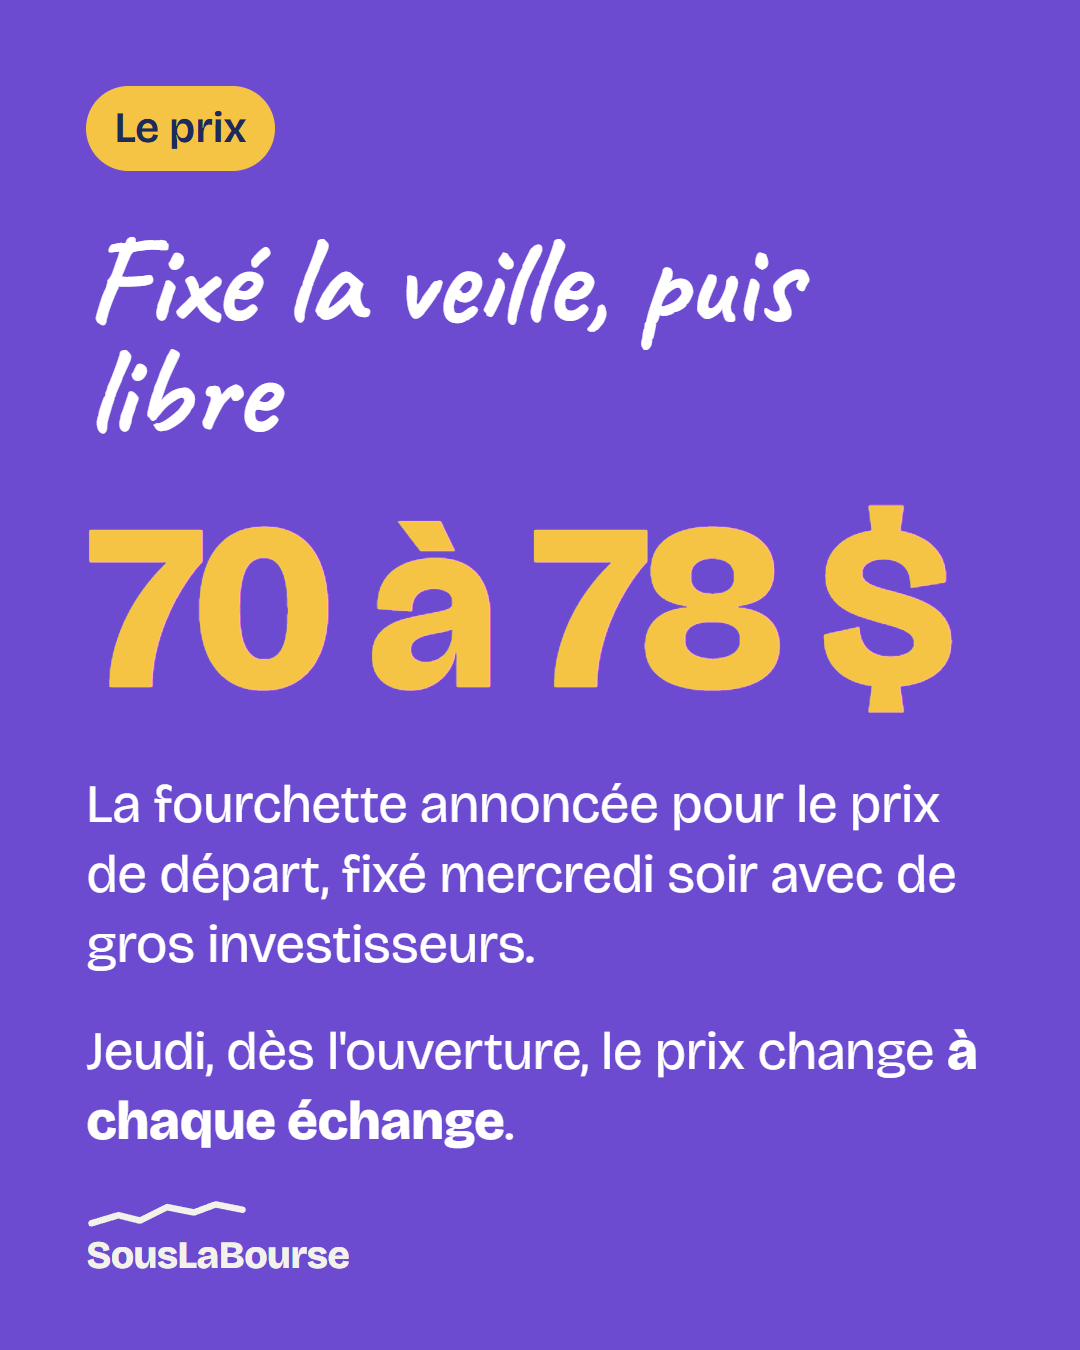 Le prix
Fixé la veille, puis
libre
70 à 78 $
La fourchette annoncée pour le prix
de départ, fixé mercredi soir avec de
gros investisseurs.
Jeudi, dès l'ouverture, le prix change à
chaque échange.
SousLaBourse